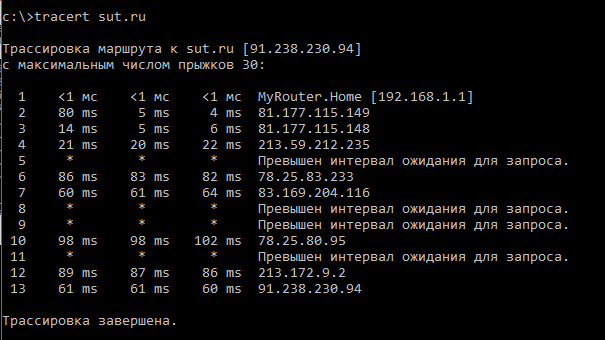 c:\>tracert sut.ru
Трассировка маршрута к sut.ru [91.238.230.94]
с максимальным числом прыжков 30:
1 <1 мс <1 мс <1 мс MyRouter.Home [192.168.1.1]
2 80 ms 5 ms 4 ms 81.177.115.149
3 14 ms 5 ms 6 ms 81.177.115.148
4 21 ms 20 ms 22 ms 213.59.212.235
5 * * * Превышен интервал ожидания для запроса.
6 86 ms 83 ms 82 ms 78.25.83.233
7 60 ms 61 ms 64 ms 83.169.204.116
8 * * * Превышен интервал ожидания для запроса.
9 * * * Превышен интервал ожидания для запроса.
10 98 ms 98 ms 102 ms 78.25.80.95
11 * * * Превышен интервал ожидания для запроса.
12 89 ms 87 ms 86 ms 213.172.9.2
13 61 ms 61 ms 60 ms 91.238.230.94
Трассировка завершена.